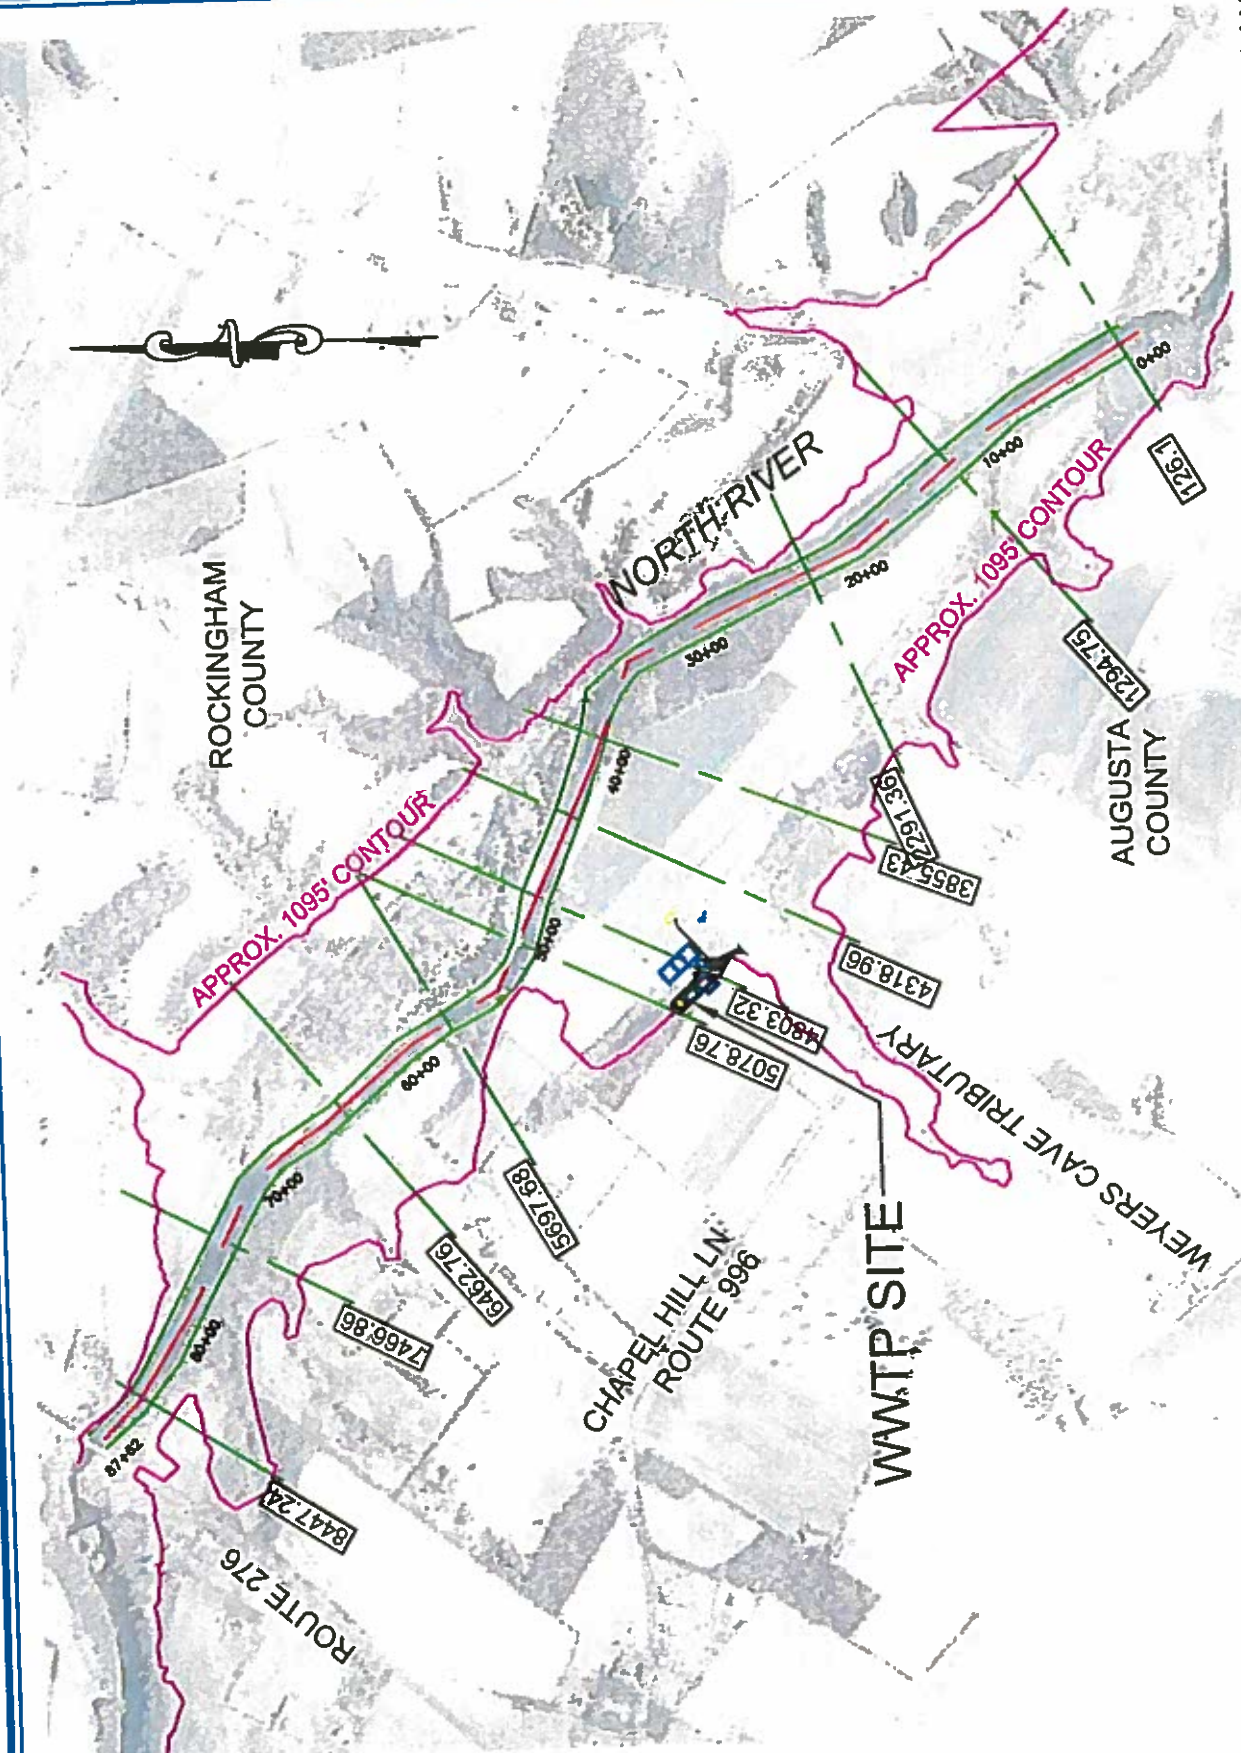 ROCKINGHAM
COUNTY
NORTH RIVER
APPROX. 1095' CONTOUR
APPROX. 1095' CONTOUR
AUGUSTA
COUNTY
WEYERS CAVE TRIBUTARY
WWTP SITE
CHAPEL HILL LN
ROUTE 996
ROUTE 276
0+00
10+00
20+00
30+00
40+00
50+00
60+00
70+00
80+00
87+62
126.1
1294.75
2291.36
3855.43
4318.96
4803.32
5078.76
5697.68
6462.76
7466.86
8447.24